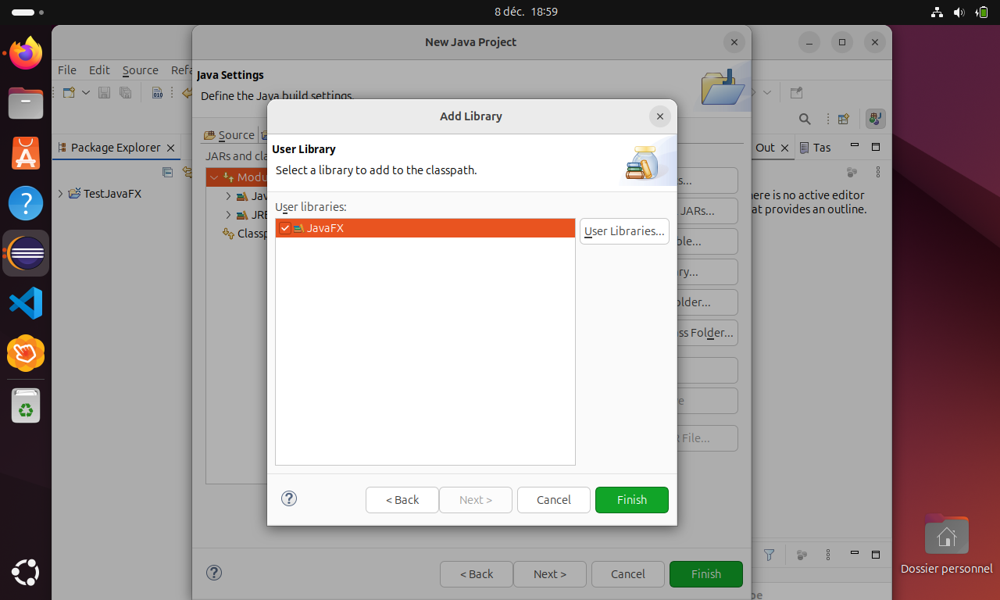 8 déc. 18:59
New Java Project
File Edit Source Refa
Java Settings
Define the Java build settings.
Add Library
User Library
Select a library to add to the classpath.
Package Explorer
Source
Out
Tas
JARs and cla
Modu
Jav
JRE
Classp
TestJavaFX
User libraries:
JavaFX
User Libraries...
s...
JARs...
ble...
ry...
older...
ss Folder...
e
File...
here is no active editor
at provides an outline.
< Back
Next >
Cancel
Finish
Dossier personnel
< Back
Next >
Cancel
Finish
pe